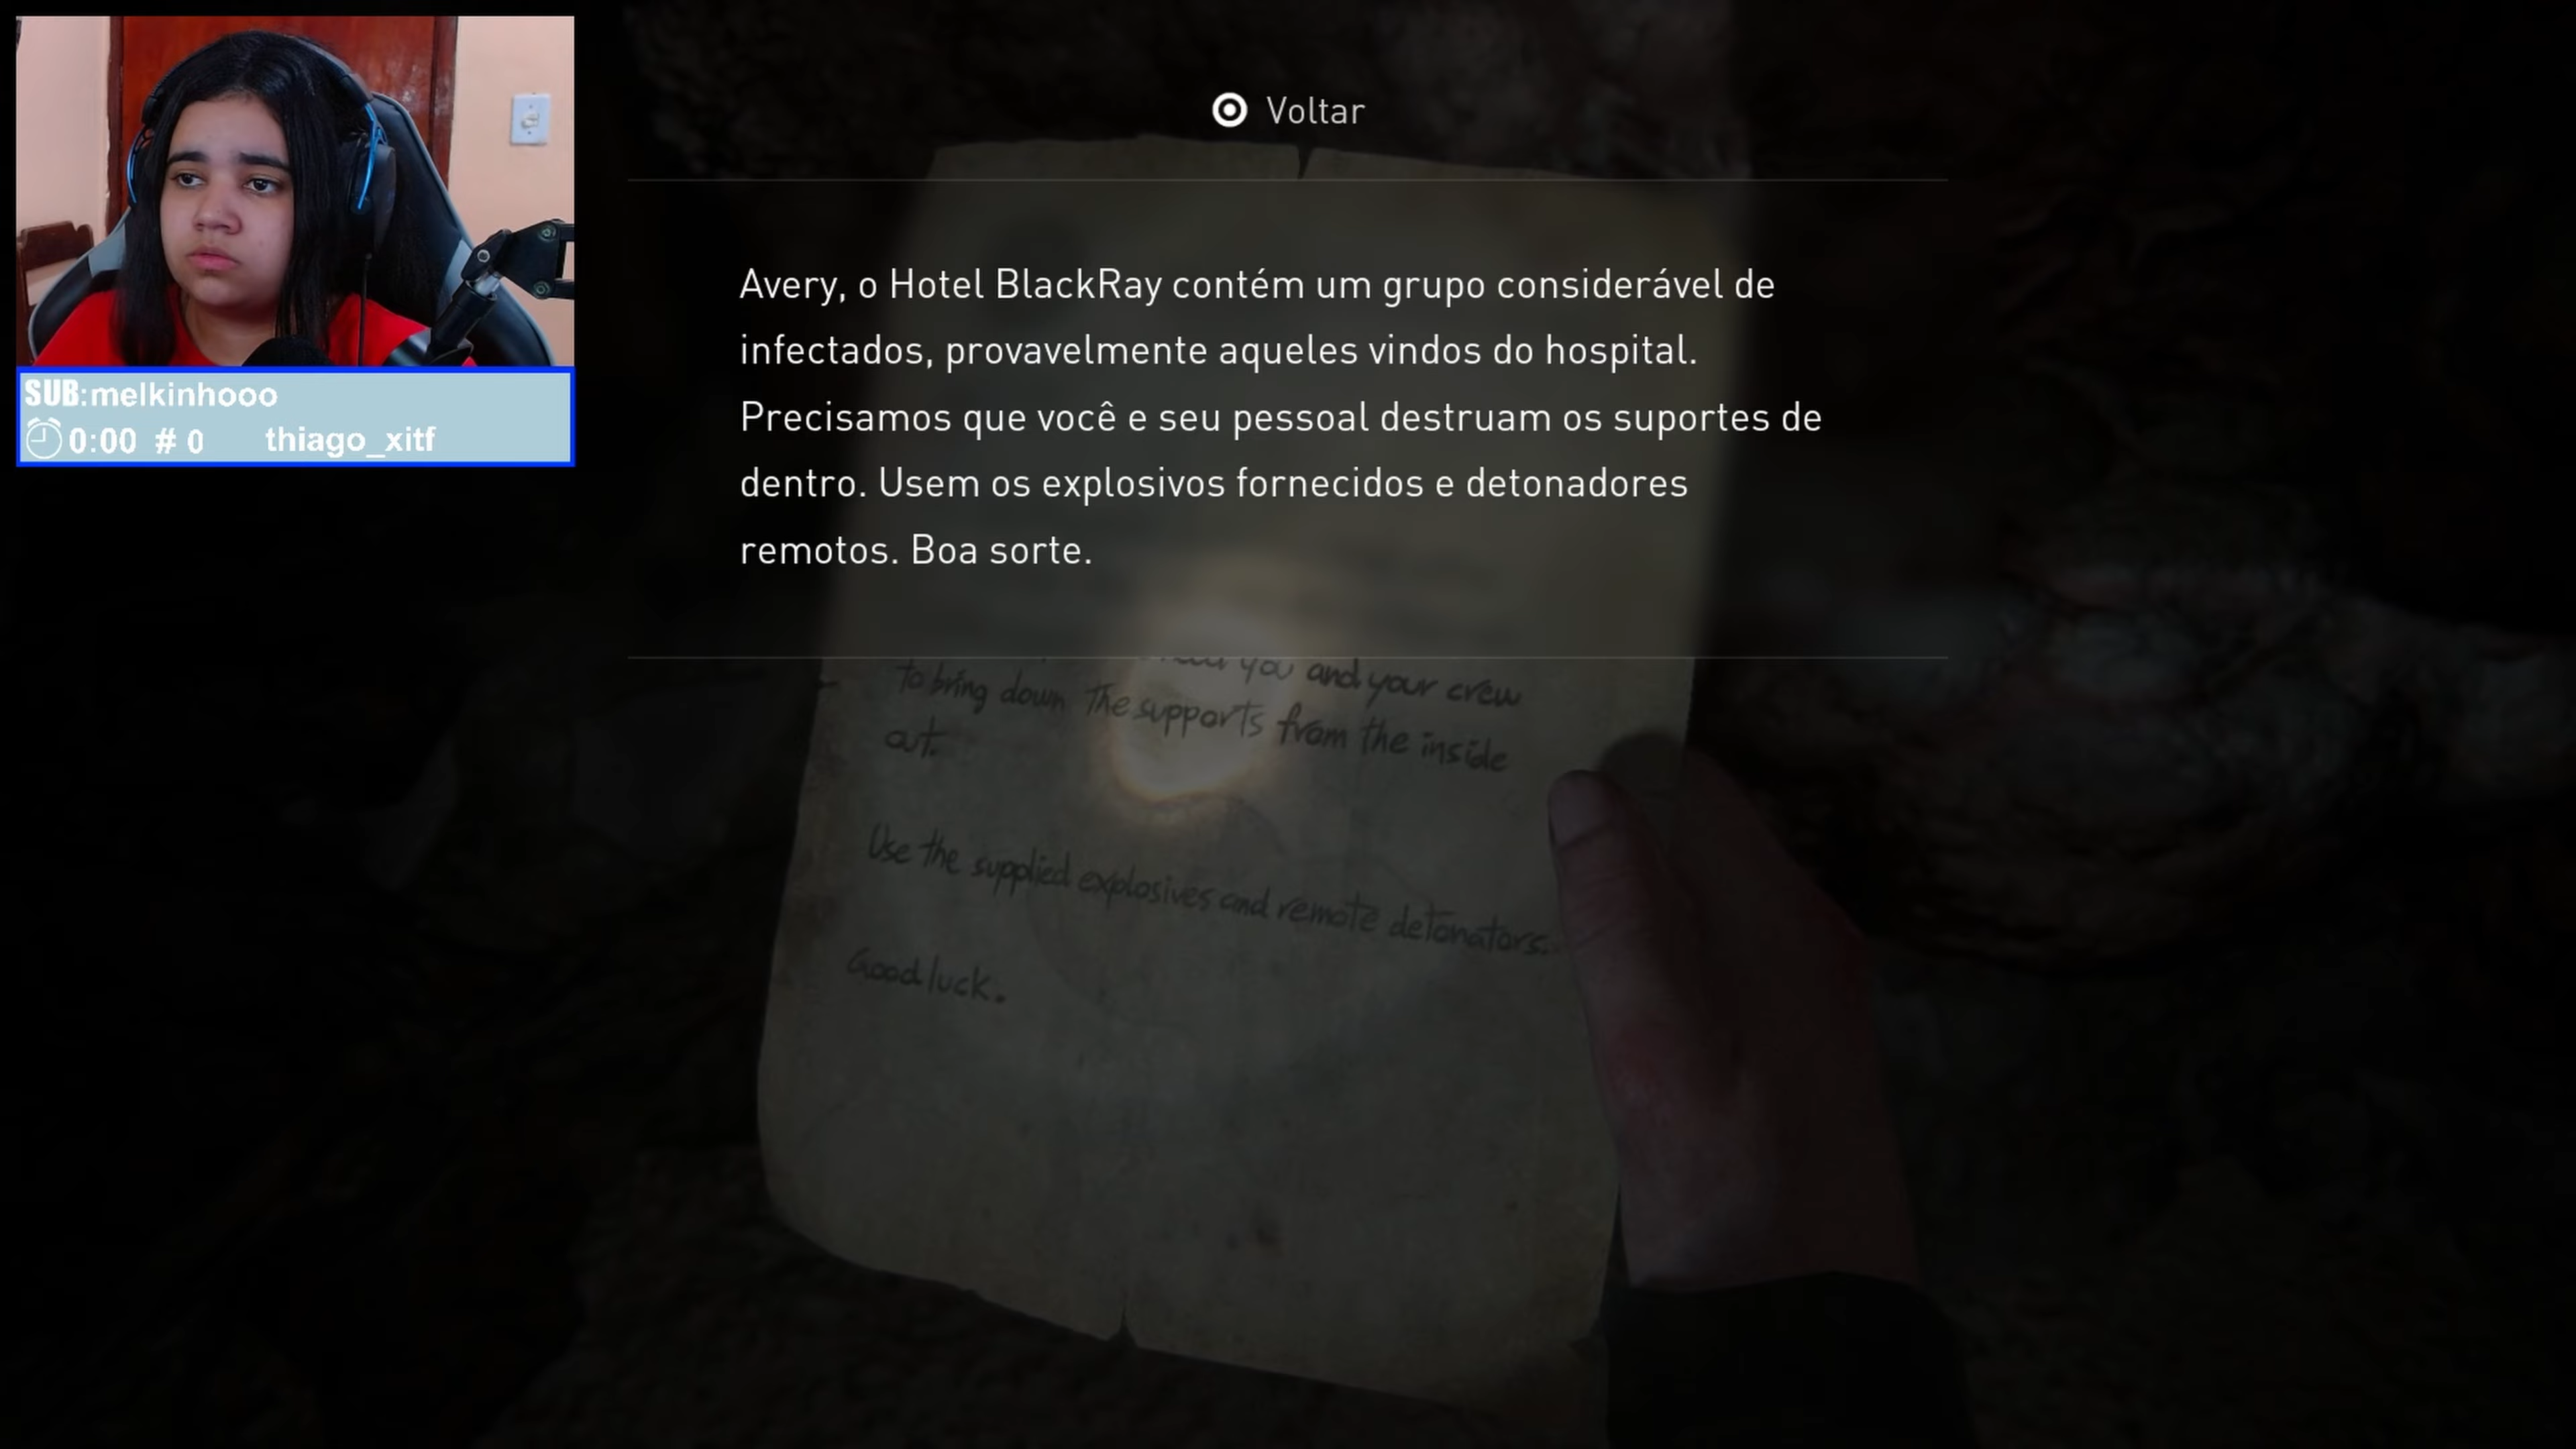 Voltar
Avery, o Hotel BlackRay contém um grupo considerável de
infectados, provavelmente aqueles vindos do hospital.
Precisamos que você e seu pessoal destruam os suportes de
dentro. Usem os explosivos fornecidos e detonadores
remotos. Boa sorte.
SUB:melkinhooo
0:00 # 0 thiago_xitf
you and your crew
to bring down the supports from the inside
out.
Use the supplied explosives and remote detonators.
Good luck.